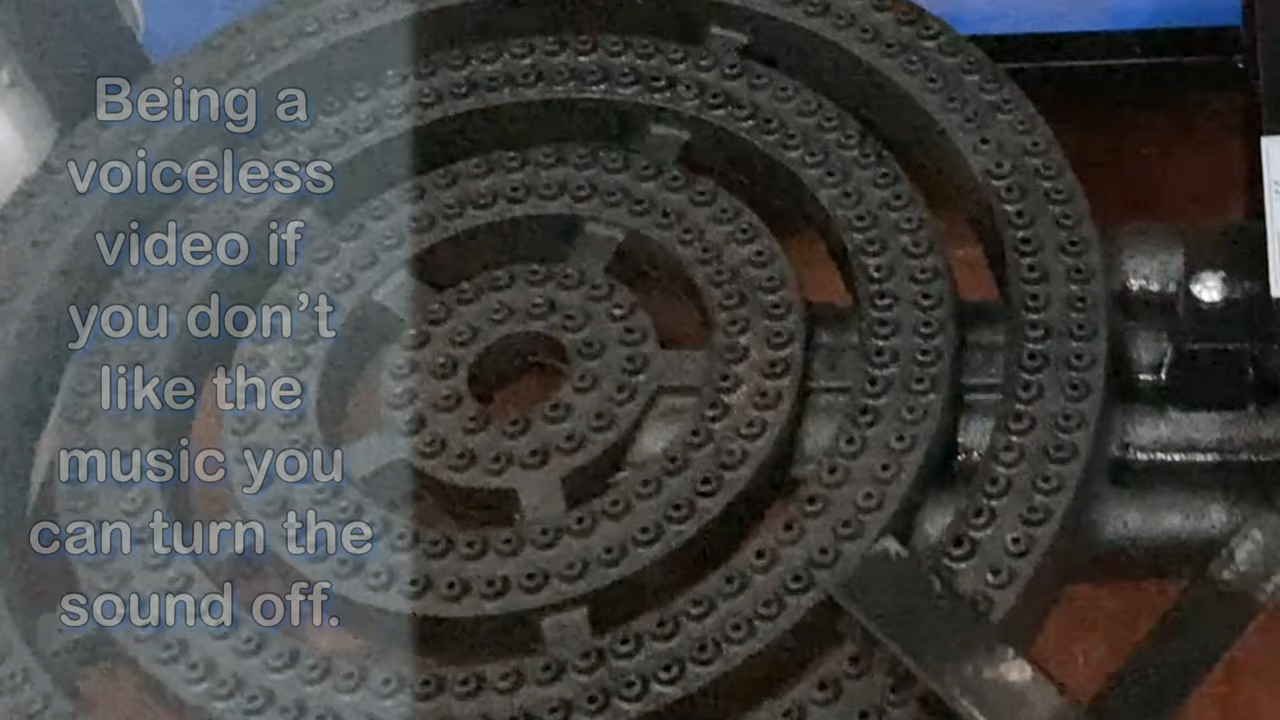 Being a
voiceless
video if
you don’t
like the
music you
can turn the
sound off.